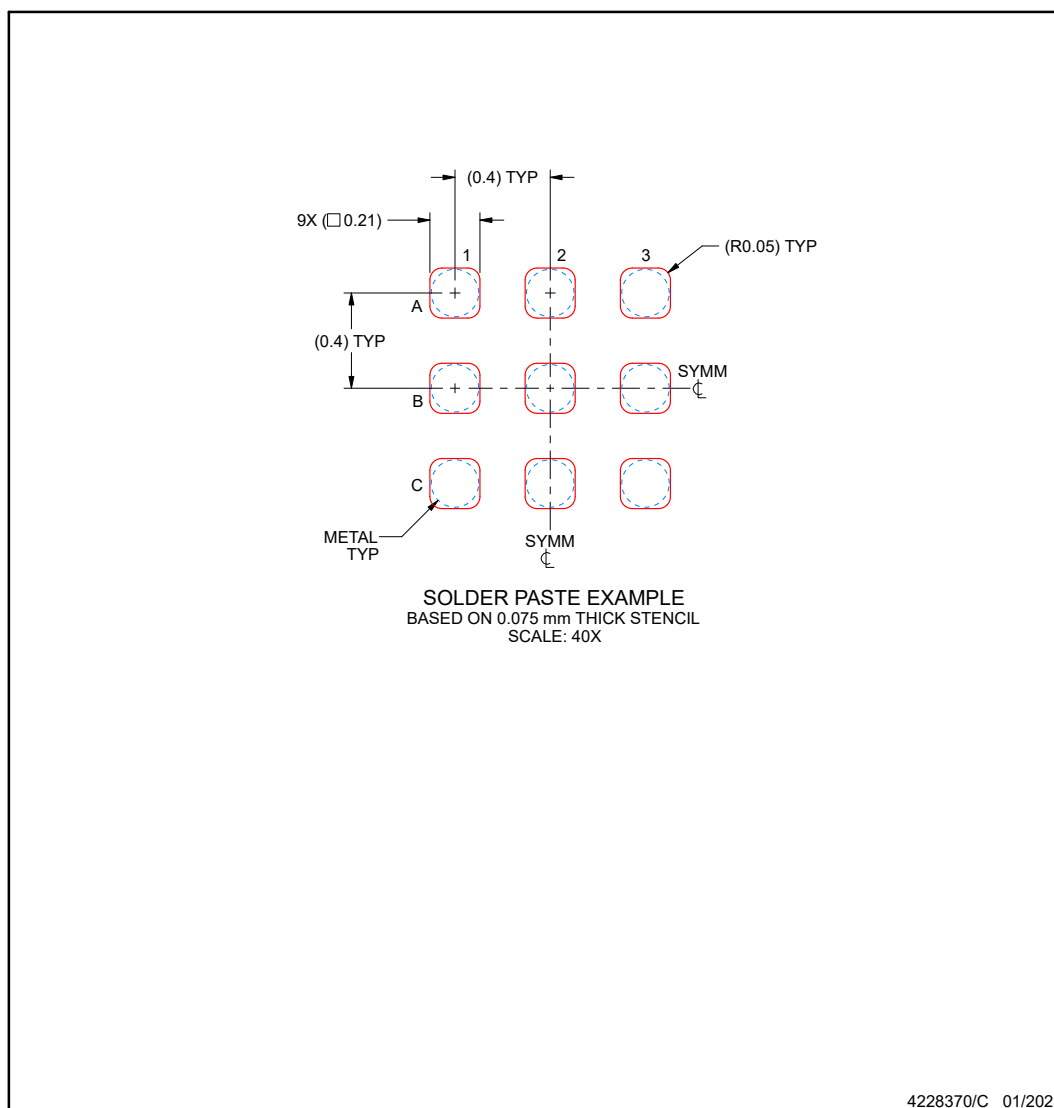 (0.4) TYP
9X (□0.21)
1
2
3
(R0.05) TYP
A
(0.4) TYP
SYMM
℄
B
C
METAL
TYP
SYMM
℄
SOLDER PASTE EXAMPLE
BASED ON 0.075 mm THICK STENCIL
SCALE: 40X
4228370/C 01/202